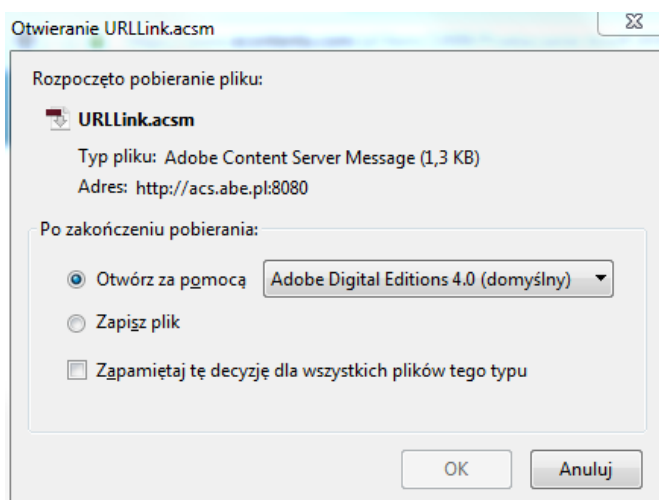 Otwieranie URLLink.acsm
Rozpoczęto pobieranie pliku:
URLLink.acsm
Typ pliku: Adobe Content Server Message (1,3 KB)
Adres: http://acs.abe.pl:8080
Po zakończeniu pobierania:
Otwórz za pomocą Adobe Digital Editions 4.0 (domyślny)
Zapisz plik
Zapamiętaj tę decyzję dla wszystkich plików tego typu
OK Anuluj